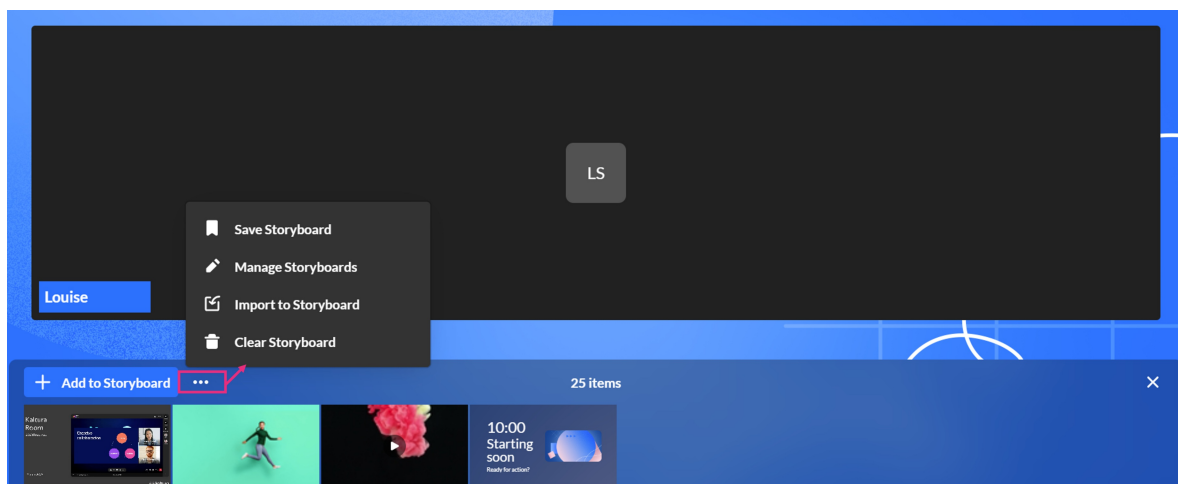 LS
Save Storyboard
Manage Storyboards
Louise
Import to Storyboard
Clear Storyboard
Add to Storyboard
25 items
Kaltura
Room
10:00
Starting
soon
Ready for action?